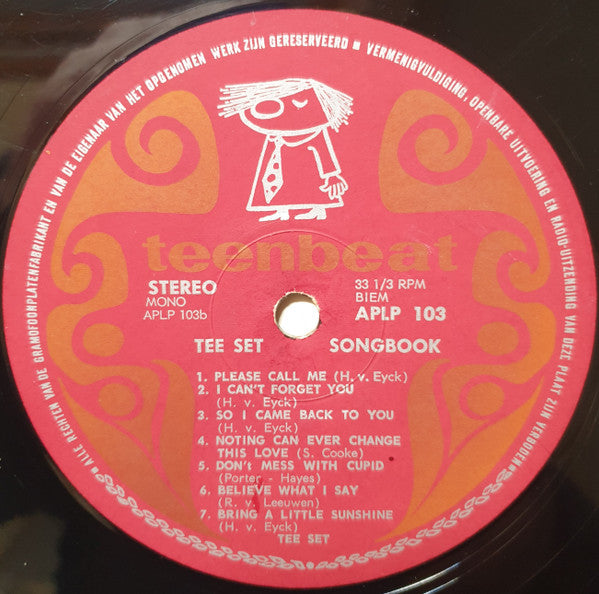 ALLE RECHTEN VAN DE GRAMOFOONPLATENFABRIKANT EN VAN DE EIGENAAR VAN HET OPGENOMEN WERK ZIJN GERESERVEERD ■ VERMENIGVULDIGING, OPENBARE UITVOERING EN RADIO-UITZENDING VAN DEZE PLAAT ZIJN VERBODEN
teenbeat
STEREO
MONO
APLP 103b
33 1/3 RPM
BIEM
APLP 103
TEE SET SONGBOOK
1. PLEASE CALL ME (H. v. Eyck)
2. I CAN'T FORGET YOU
(H. v. Eyck)
3. SO I CAME BACK TO YOU
(H. v. Eyck)
4. NOTING CAN EVER CHANGE
THIS LOVE (S. Cooke)
5. DON't MESS WITH CUPID
(Porter - Hayes)
6. BELIEVE WHAT I SAY
(R. v. Leeuwen)
7. BRING A LITTLE SUNSHINE
(H. v. Eyck)
TEE SET